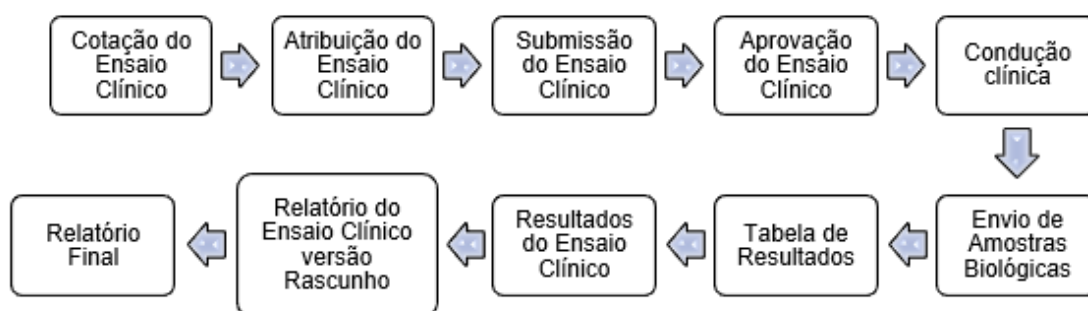 Cotação do
Ensaio
Clínico
Atribuição do
Ensaio
Clínico
Submissão
do Ensaio
Clínico
Aprovação
do Ensaio
Clínico
Condução
clínica
Envio de
Amostras
Biológicas
Tabela de
Resultados
Resultados
do Ensaio
Clínico
Relatório do
Ensaio Clínico
versão
Rascunho
Relatório
Final